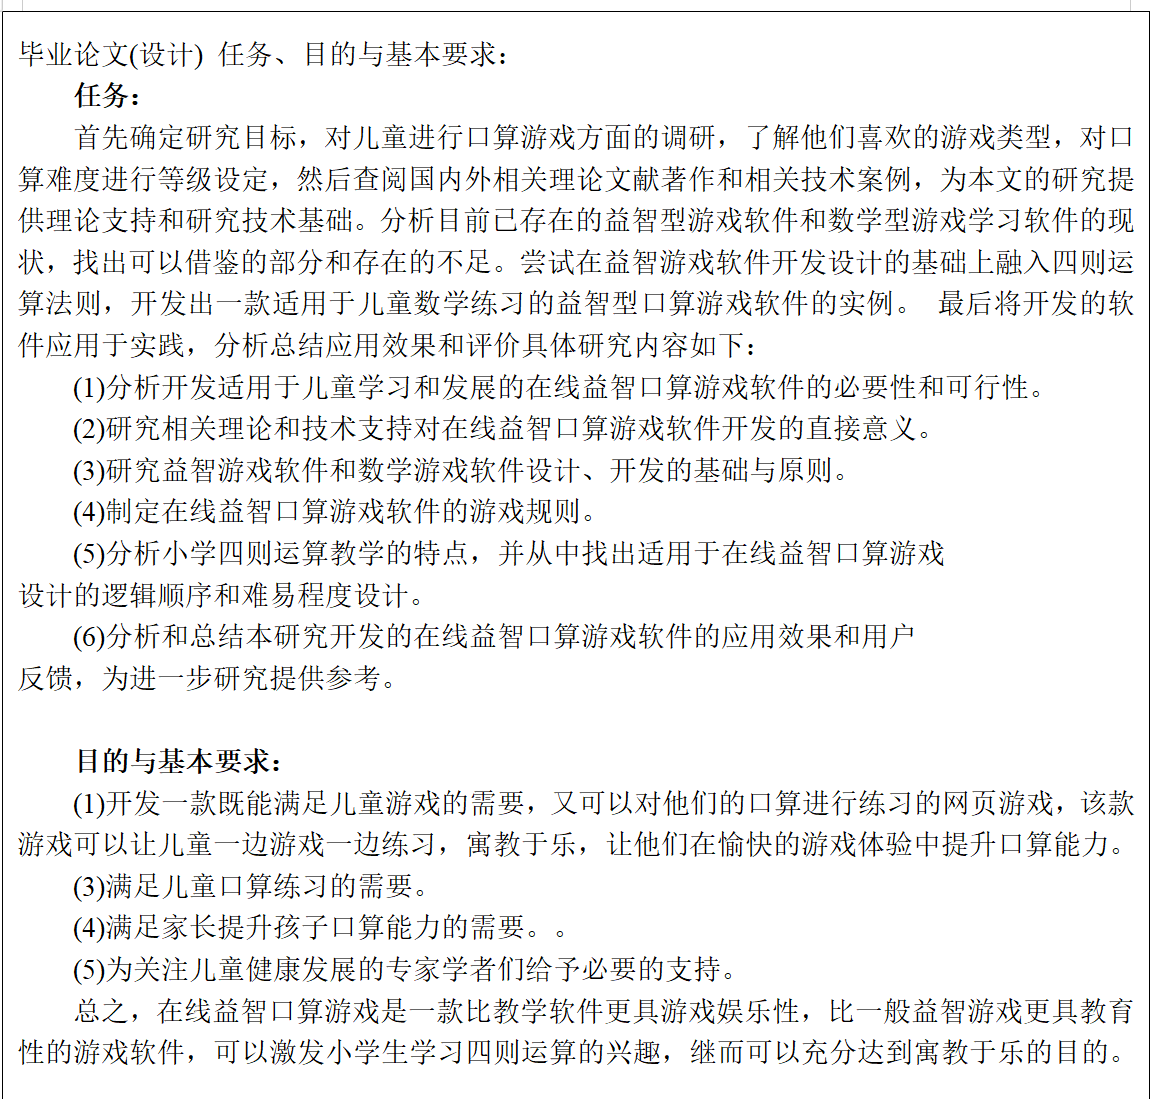 毕业论文(设计) 任务、目的与基本要求：
任务：
首先确定研究目标，对儿童进行口算游戏方面的调研，了解他们喜欢的游戏类型，对口
算难度进行等级设定，然后查阅国内外相关理论文献著作和相关技术案例，为本文的研究提
供理论支持和研究技术基础。分析目前已存在的益智型游戏软件和数学型游戏学习软件的现
状，找出可以借鉴的部分和存在的不足。尝试在益智游戏软件开发设计的基础上融入四则运
算法则，开发出一款适用于儿童数学练习的益智型口算游戏软件的实例。 最后将开发的软
件应用于实践，分析总结应用效果和评价具体研究内容如下：
(1)分析开发适用于儿童学习和发展的在线益智口算游戏软件的必要性和可行性。
(2)研究相关理论和技术支持对在线益智口算游戏软件开发的直接意义。
(3)研究益智游戏软件和数学游戏软件设计、开发的基础与原则。
(4)制定在线益智口算游戏软件的游戏规则。
(5)分析小学四则运算教学的特点，并从中找出适用于在线益智口算游戏
设计的逻辑顺序和难易程度设计。
(6)分析和总结本研究开发的在线益智口算游戏软件的应用效果和用户
反馈，为进一步研究提供参考。
目的与基本要求：
(1)开发一款既能满足儿童游戏的需要，又可以对他们的口算进行练习的网页游戏，该款
游戏可以让儿童一边游戏一边练习，寓教于乐，让他们在愉快的游戏体验中提升口算能力。
(3)满足儿童口算练习的需要。
(4)满足家长提升孩子口算能力的需要。。
(5)为关注儿童健康发展的专家学者们给予必要的支持。
总之，在线益智口算游戏是一款比教学软件更具游戏娱乐性，比一般益智游戏更具教育
性的游戏软件，可以激发小学生学习四则运算的兴趣，继而可以充分达到寓教于乐的目的。